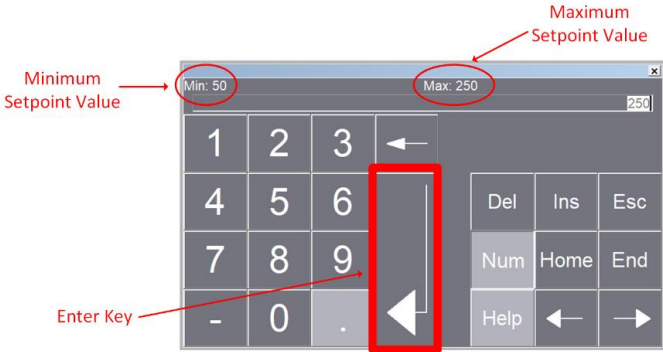 Maximum
Setpoint Value
Minimum
Setpoint Value
Min: 50 Max: 250
250
1 2 3
4 5 6 Del Ins Esc
7 8 9 Num Home End
- 0 . Help
Enter Key